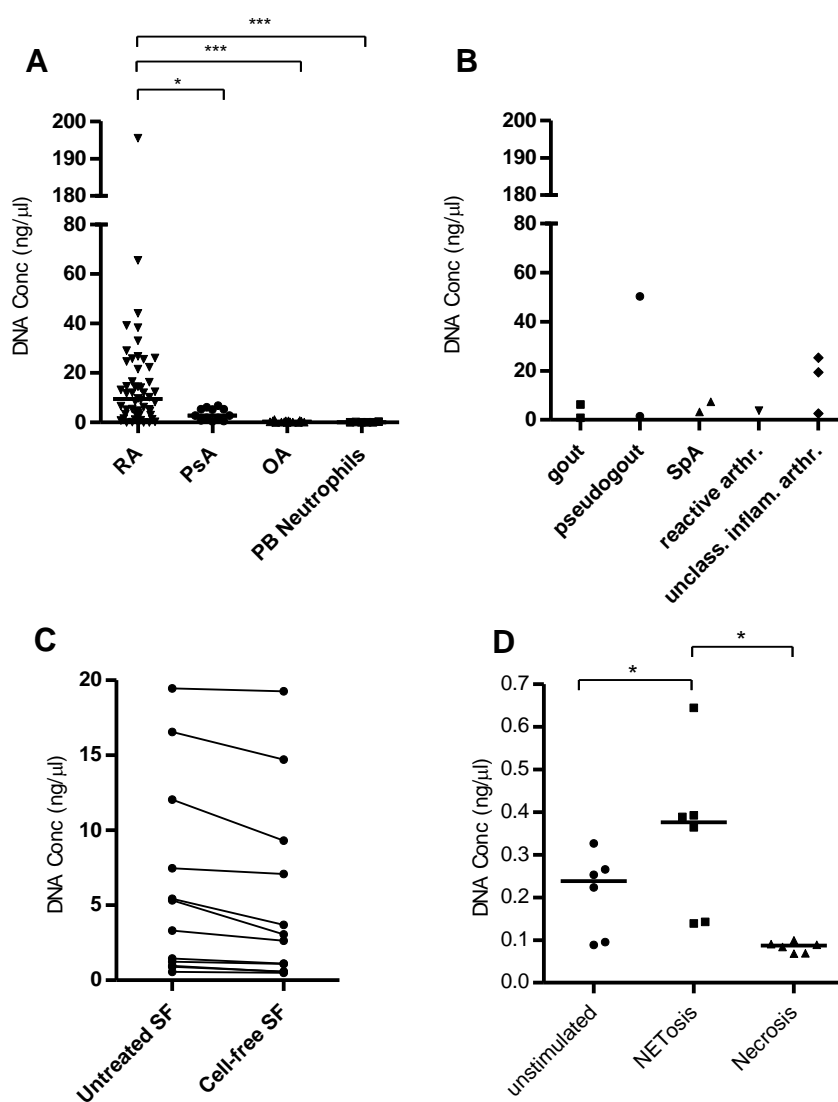 ***
***
*
A
200
190
180
80
60
40
20
0
DNA Conc (ng/μl)
RA
PsA
OA
PB Neutrophils
B
200
190
180
80
60
40
20
0
DNA Conc (ng/μl)
gout
pseudogout
SpA
reactive arthr.
unclass. inflam. arthr.
C
20
15
10
5
0
DNA Conc (ng/μl)
Untreated SF
Cell-free SF
D
*
*
0.7
0.6
0.5
0.4
0.3
0.2
0.1
0.0
DNA Conc (ng/μl)
unstimulated
NETosis
Necrosis